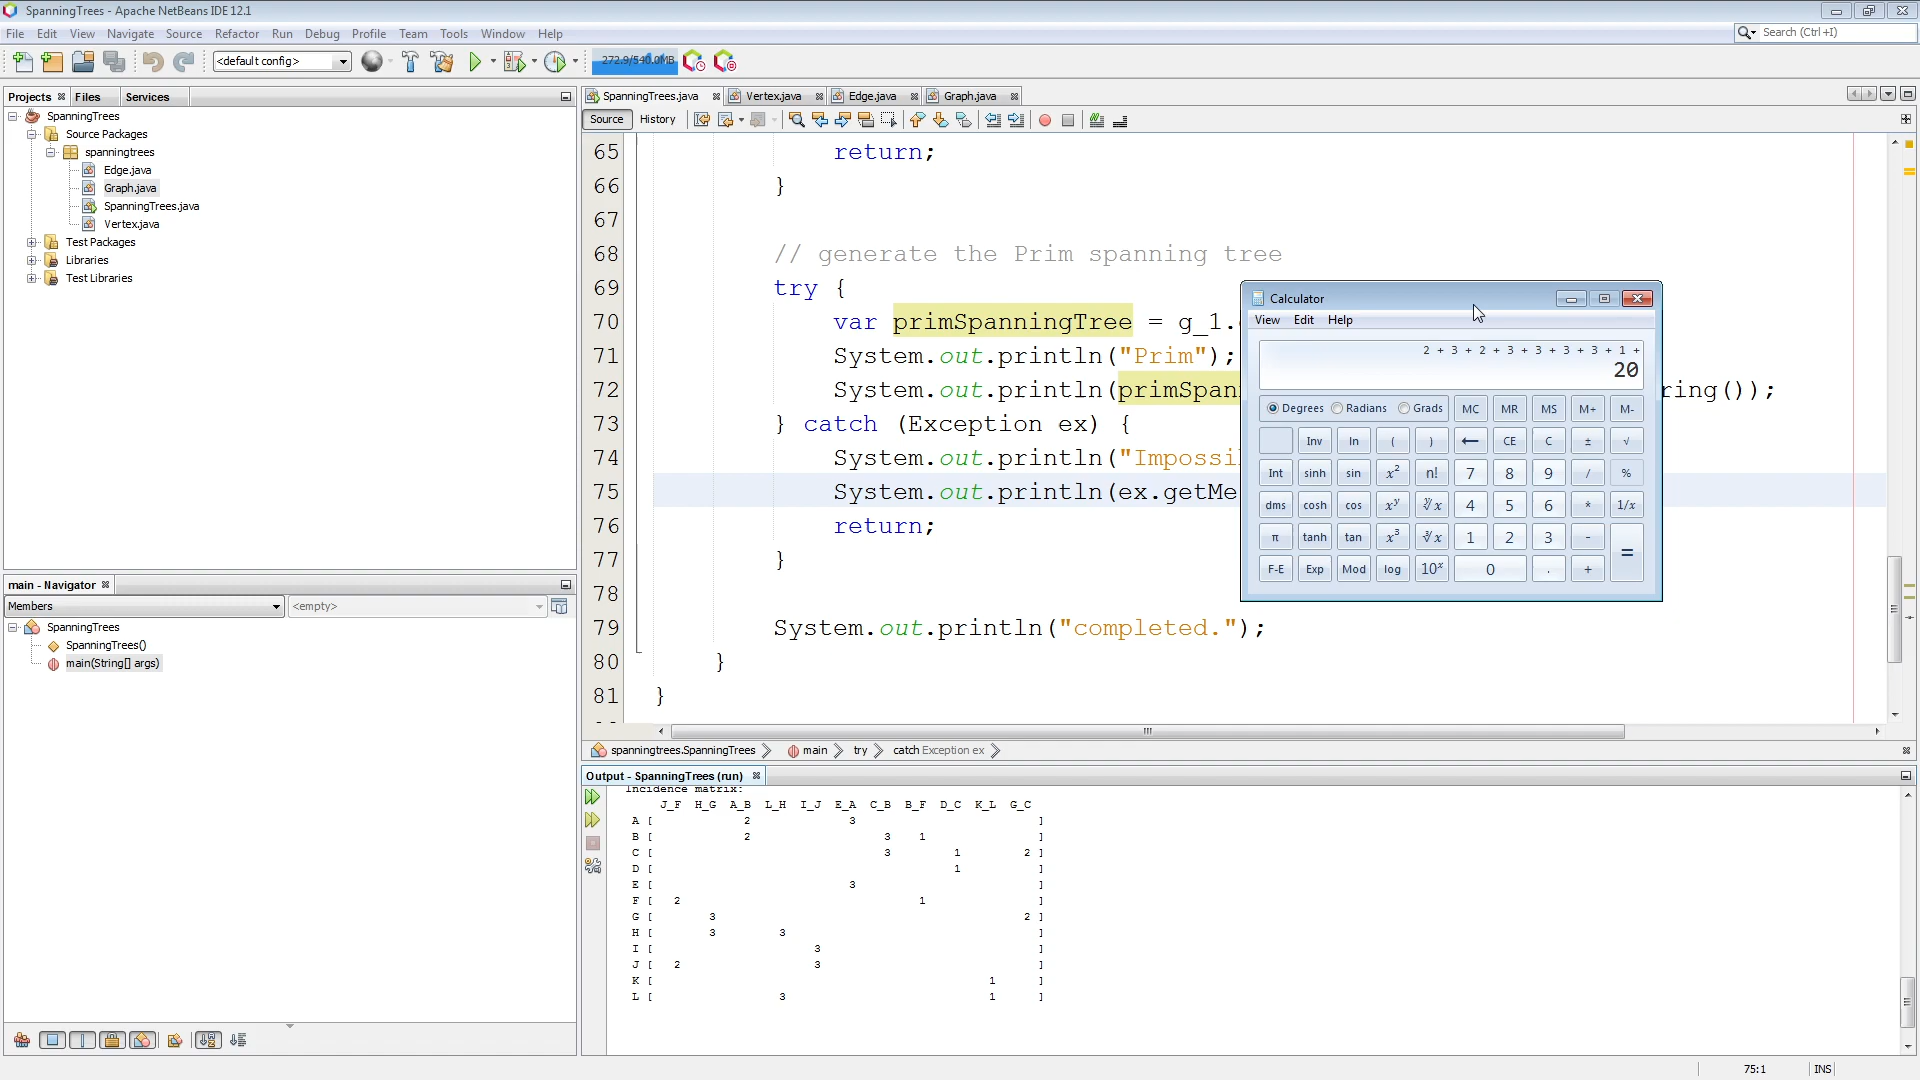 SpanningTrees - Apache NetBeans IDE 12.1
File Edit View Navigate Source Refactor Run Debug Profile Team Tools Window Help
Search (Ctrl+I)
<default config>
272.9/540.0MB
Projects Files Services
SpanningTrees
Source Packages
spanningtrees
Edge.java
Graph.java
SpanningTrees.java
Vertex.java
Test Packages
Libraries
Test Libraries
main - Navigator
Members
<empty>
SpanningTrees
SpanningTrees()
main(String[] args)
SpanningTrees.java Vertex.java Edge.java Graph.java
Source History
65 return;
66 }
67
68 // generate the Prim spanning tree
69 try {
70 var primSpanningTree = g_1.
71 System.out.println("Prim");
72 System.out.println(primSpan ring());
73 } catch (Exception ex) {
74 System.out.println("Impossi
75 System.out.println(ex.getMe
76 return;
77 }
78
79 System.out.println("completed.");
80 }
81 }
spanningtrees.SpanningTrees main try catch Exception ex
Calculator
View Edit Help
2 + 3 + 2 + 3 + 3 + 3 + 3 + 1 +
20
Degrees Radians Grads MC MR MS M+ M-
Inv ln ( ) ← CE C ± √
Int sinh sin x² n! 7 8 9 / %
dms cosh cos xʸ ʸ√x 4 5 6 * 1/x
π tanh tan x³ ³√x 1 2 3 - =
F-E Exp Mod log 10ˣ 0 . +
Output - SpanningTrees (run)
Incidence matrix:
J_F H_G A_B L_H I_J E_A C_B B_F D_C K_L G_C
A [ 2 3 ]
B [ 2 3 1 ]
C [ 3 1 2 ]
D [ 1 ]
E [ 3 ]
F [ 2 1 ]
G [ 3 2 ]
H [ 3 3 ]
I [ 3 ]
J [ 2 3 ]
K [ 1 ]
L [ 3 1 ]
75:1 INS